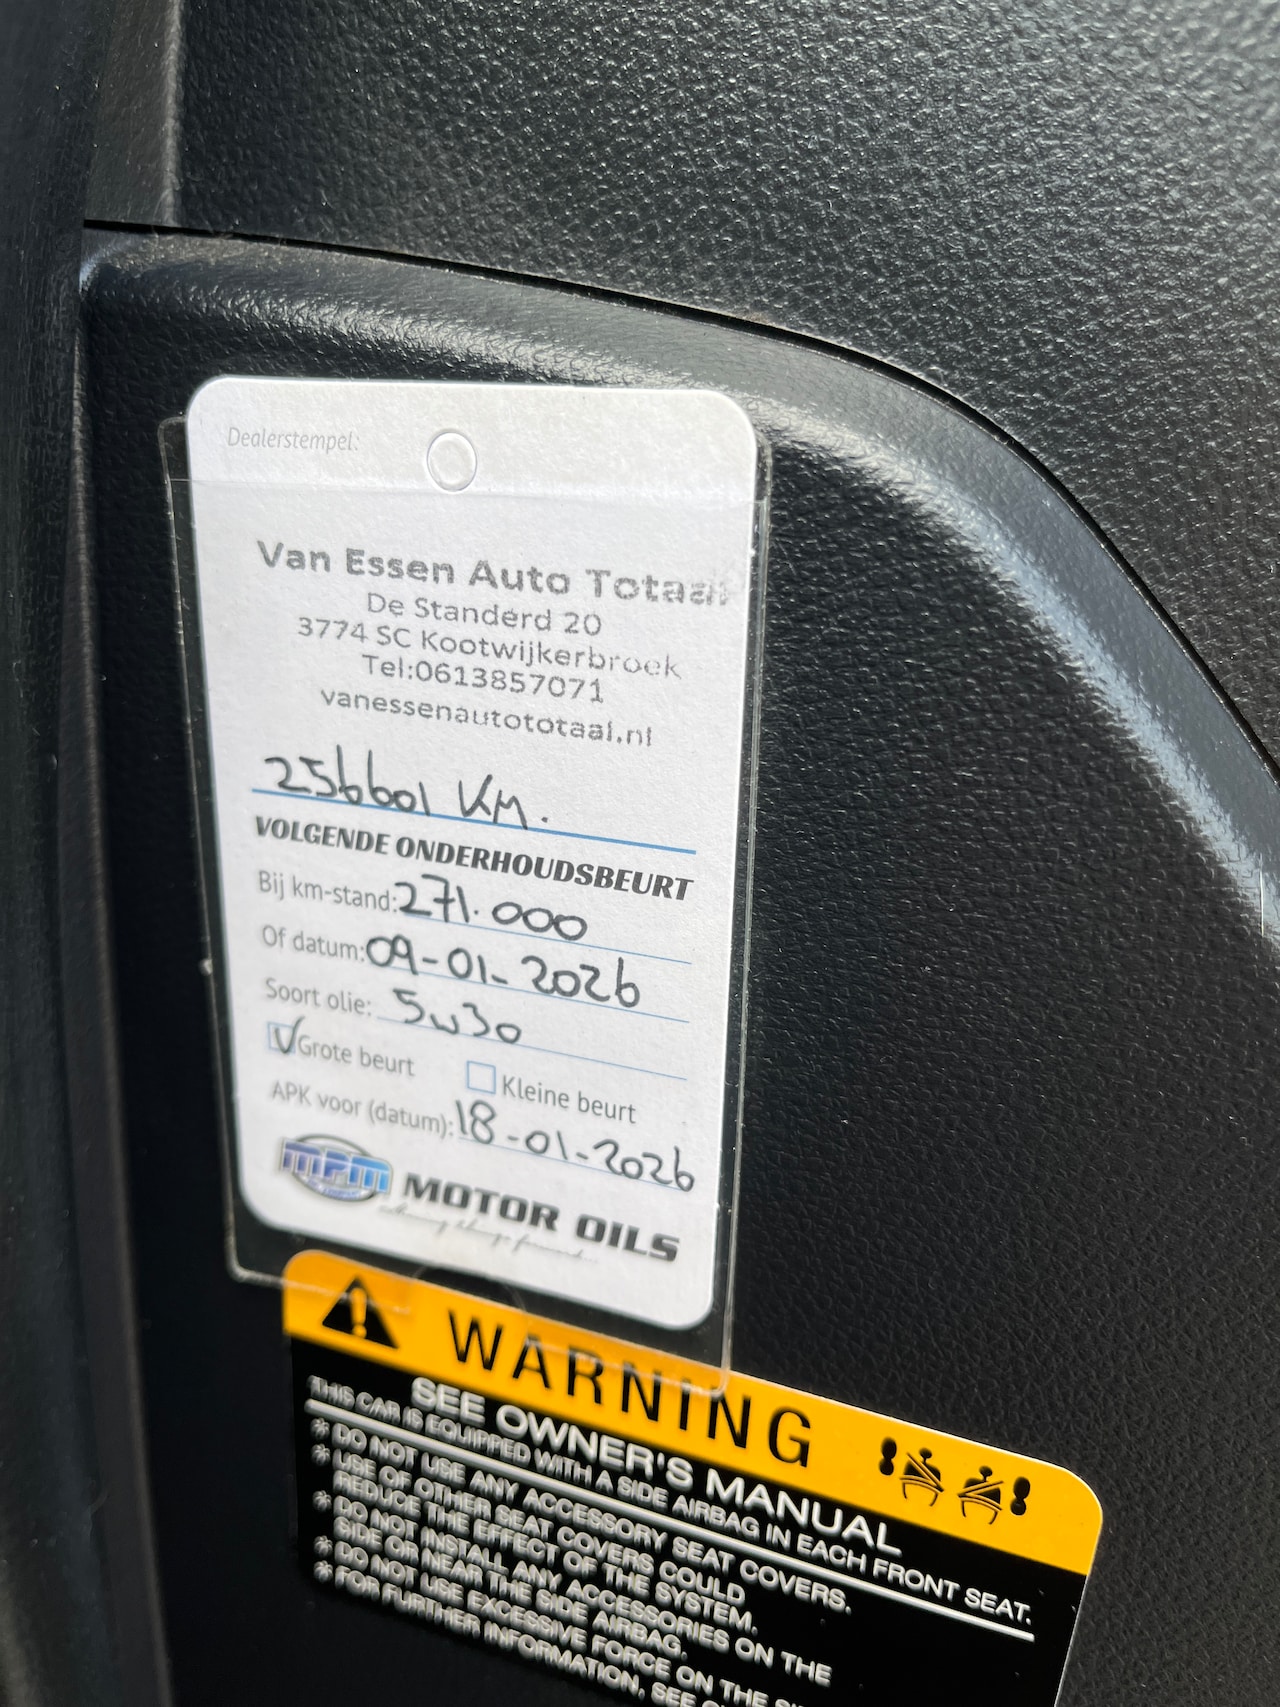 Dealerstempel:
Van Essen Auto Totaal
De Standerd 20
3774 SC Kootwijkerbroek
Tel:0613857071
vanessenautototaal.nl
256601 KM.
VOLGENDE ONDERHOUDSBEURT
Bij km-stand: 271.000
Of datum: 09-01-2026
Soort olie: 5w30
Grote beurt Kleine beurt
APK voor (datum): 18-01-2026
MPM MOTOR OILS
WARNING
SEE OWNER'S MANUAL
THIS CAR IS EQUIPPED WITH A SIDE AIRBAG IN EACH FRONT SEAT.
* DO NOT USE ANY ACCESSORY SEAT COVERS.
* USE OF OTHER SEAT COVERS COULD
REDUCE THE EFFECT OF THE SYSTEM.
* DO NOT INSTALL ANY ACCESSORIES ON THE
SIDE OR NEAR THE SIDE AIRBAG.
* DO NOT USE EXCESSIVE FORCE ON THE
* FOR FURTHER INFORMATION, SEE